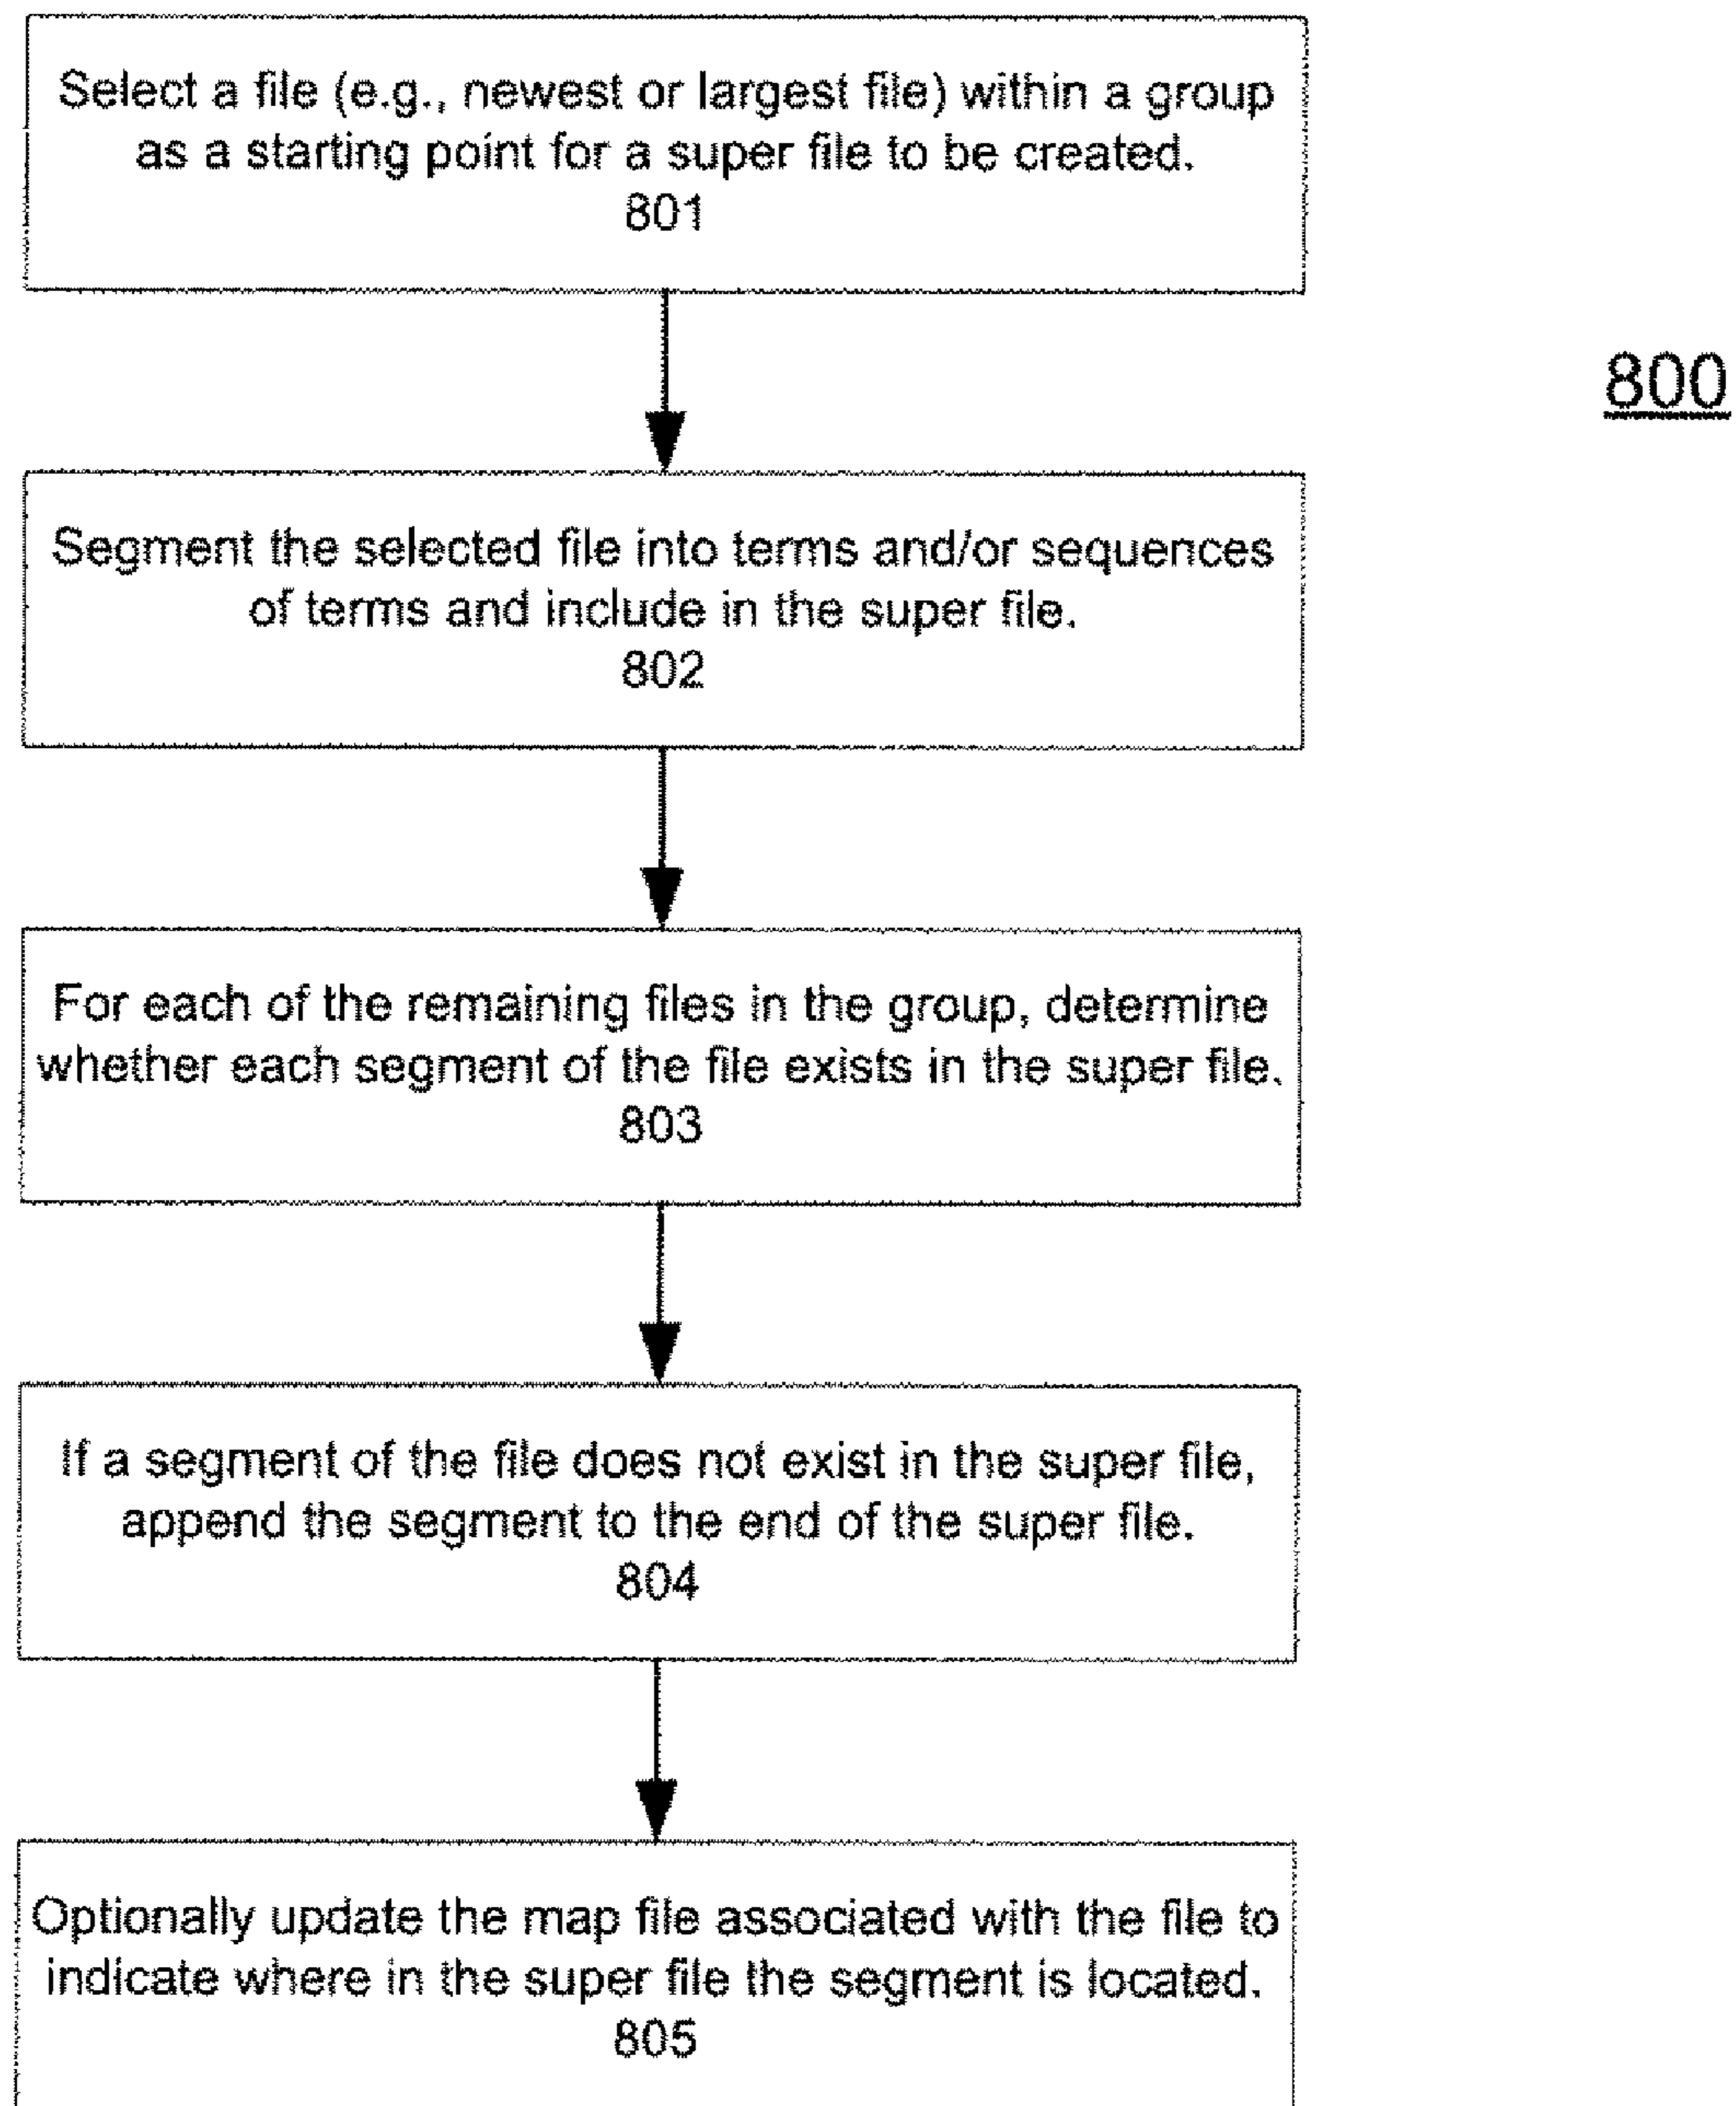 Select a file (e.g., newest or largest file) within a group
as a starting point for a super file to be created.
801
800
Segment the selected file into terms and/or sequences
of terms and include in the super file.
802
For each of the remaining files in the group, determine
whether each segment of the file exists in the super file.
803
If a segment of the file does not exist in the super file,
append the segment to the end of the super file.
804
Optionally update the map file associated with the file to
indicate where in the super file the segment is located.
805